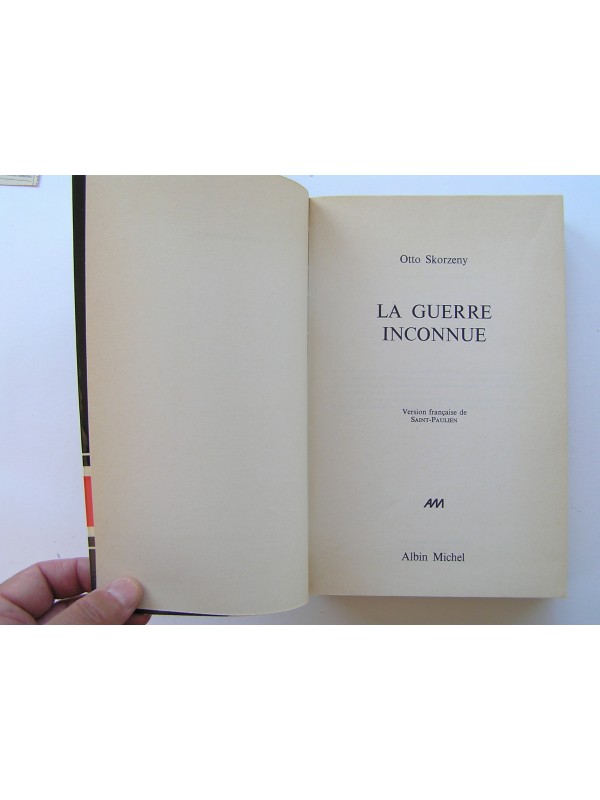 Otto Skorzeny
LA GUERRE
INCONNUE
Version française de
SAINT-PAULIEN
AM
Albin Michel